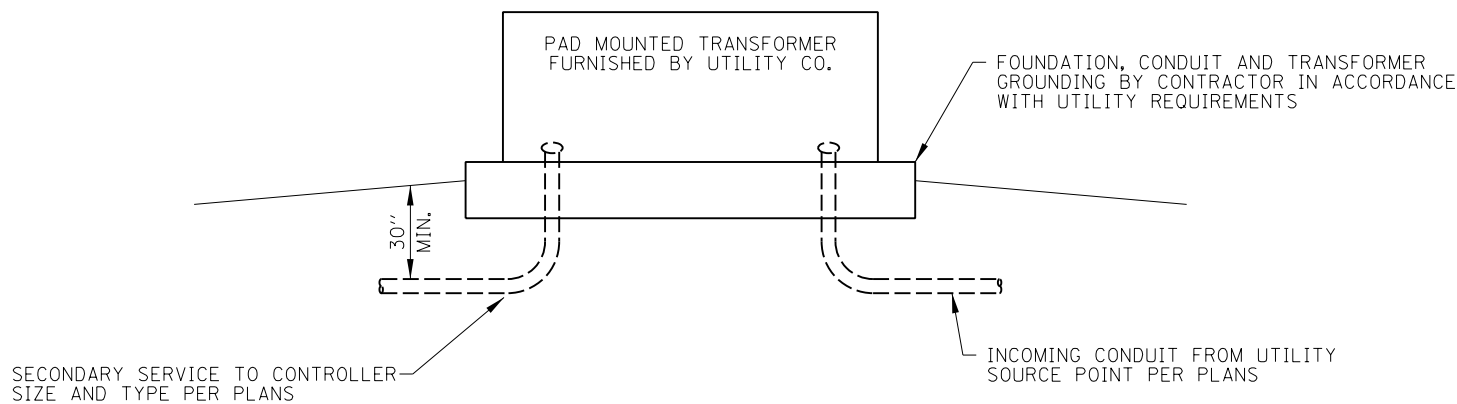 PAD MOUNTED TRANSFORMER
FURNISHED BY UTILITY CO.
FOUNDATION, CONDUIT AND TRANSFORMER
GROUNDING BY CONTRACTOR IN ACCORDANCE
WITH UTILITY REQUIREMENTS
30''
MIN.
SECONDARY SERVICE TO CONTROLLER
SIZE AND TYPE PER PLANS
INCOMING CONDUIT FROM UTILITY
SOURCE POINT PER PLANS